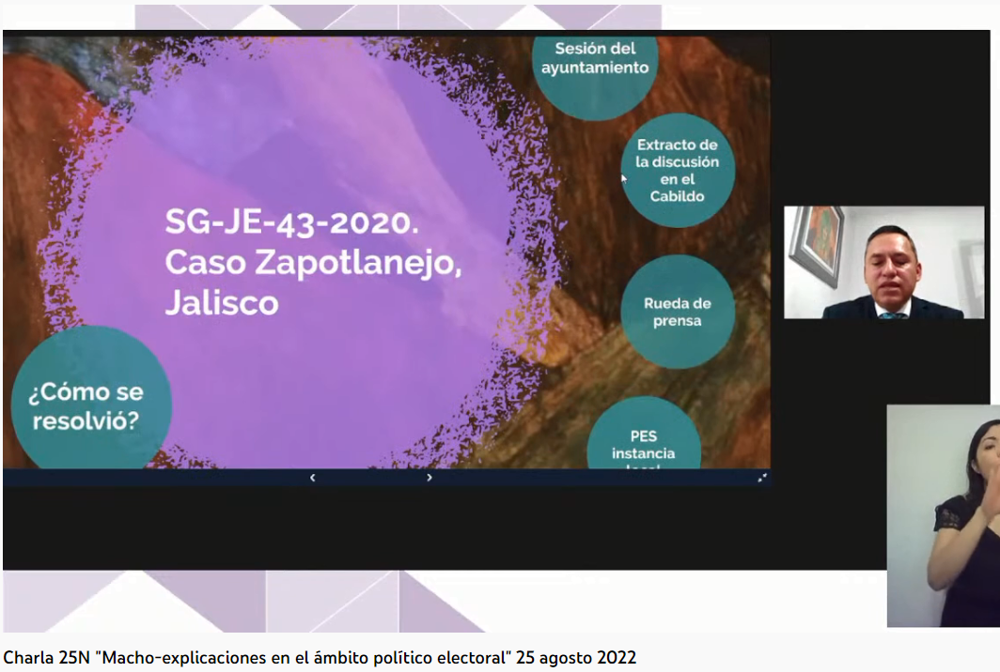 Sesión del
ayuntamiento
Extracto de
la discusión
en el
Cabildo
SG-JE-43-2020.
Caso Zapotlanejo,
Jalisco
Rueda de
prensa
¿Cómo se
resolvió?
PES
instancia
Charla 25N "Macho-explicaciones en el ámbito político electoral" 25 agosto 2022